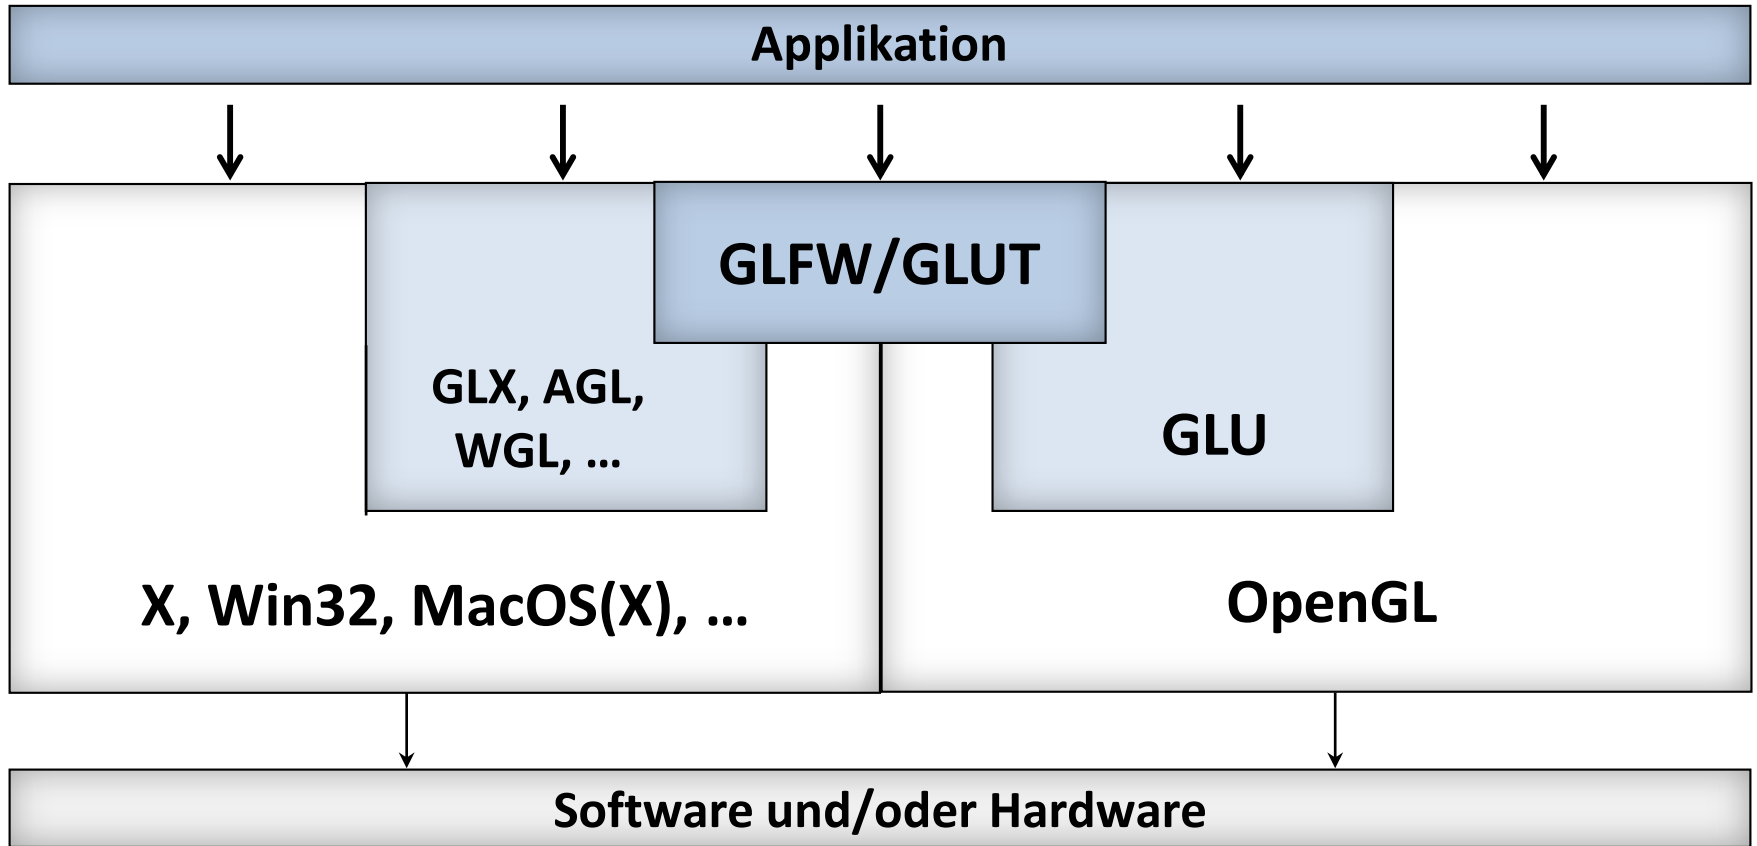 Applikation
GLFW/GLUT
GLX, AGL,
WGL, ...
GLU
X, Win32, MacOS(X), ...
OpenGL
Software und/oder Hardware